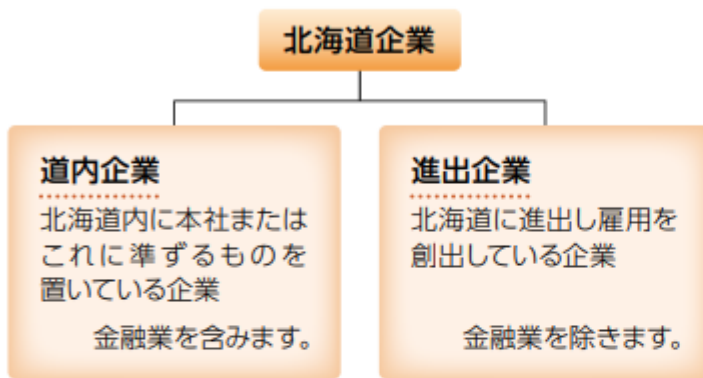 北海道企業
道内企業
北海道内に本社または
これに準ずるものを
置いている企業
金融業を含みます。
進出企業
北海道に進出し雇用を
創出している企業
金融業を除きます。